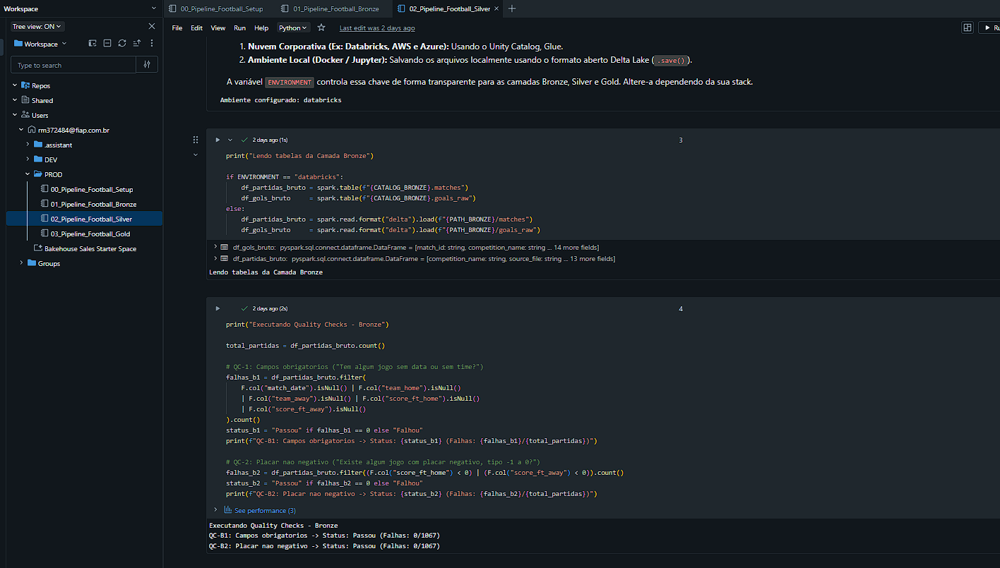 Workspace
00_Pipeline_Football_Setup
01_Pipeline_Football_Bronze
02_Pipeline_Football_Silver
Tree view: ON
File Edit View Run Help Python Last edit was 2 days ago
Workspace
Type to search
Repos
Shared
Users
rm372484@fiap.com.br
.assistant
DEV
PROD
00_Pipeline_Football_Setup
01_Pipeline_Football_Bronze
02_Pipeline_Football_Silver
03_Pipeline_Football_Gold
Bakehouse Sales Starter Space
Groups
1. Nuvem Corporativa (Ex: Databricks, AWS e Azure): Usando o Unity Catalog, Glue.
2. Ambiente Local (Docker / Jupyter): Salvando os arquivos localmente usando o formato aberto Delta Lake (.save()).
A variável ENVIRONMENT controla essa chave de forma transparente para as camadas Bronze, Silver e Gold. Altere-a dependendo da sua stack.
Ambiente configurado: databricks
2 days ago (1s) 3
print("Lendo tabelas da Camada Bronze")
if ENVIRONMENT == "databricks":
    df_partidas_bruto = spark.table(f"{CATALOG_BRONZE}.matches")
    df_gols_bruto     = spark.table(f"{CATALOG_BRONZE}.goals_raw")
else:
    df_partidas_bruto = spark.read.format("delta").load(f"{PATH_BRONZE}/matches")
    df_gols_bruto     = spark.read.format("delta").load(f"{PATH_BRONZE}/goals_raw")
df_gols_bruto: pyspark.sql.connect.dataframe.DataFrame = [match_id: string, competition_name: string ... 14 more fields]
df_partidas_bruto: pyspark.sql.connect.dataframe.DataFrame = [competition_name: string, source_file: string ... 13 more fields]
Lendo tabelas da Camada Bronze
2 days ago (2s) 4
print("Executando Quality Checks - Bronze")
total_partidas = df_partidas_bruto.count()
# QC-1: Campos obrigatorios ("Tem algum jogo sem data ou sem time?")
falhas_b1 = df_partidas_bruto.filter(
    F.col("match_date").isNull() | F.col("team_home").isNull()
    | F.col("team_away").isNull() | F.col("score_ft_home").isNull()
    | F.col("score_ft_away").isNull()
).count()
status_b1 = "Passou" if falhas_b1 == 0 else "Falhou"
print(f"QC-B1: Campos obrigatorios -> Status: {status_b1} (Falhas: {falhas_b1}/{total_partidas})")
# QC-2: Placar nao negativo ("Existe algum jogo com placar negativo, tipo -1 a 0?")
falhas_b2 = df_partidas_bruto.filter((F.col("score_ft_home") < 0) | (F.col("score_ft_away") < 0)).count()
status_b2 = "Passou" if falhas_b2 == 0 else "Falhou"
print(f"QC-B2: Placar nao negativo -> Status: {status_b2} (Falhas: {falhas_b2}/{total_partidas})")
See performance (3)
Executando Quality Checks - Bronze
QC-B1: Campos obrigatorios -> Status: Passou (Falhas: 0/1067)
QC-B2: Placar nao negativo -> Status: Passou (Falhas: 0/1067)